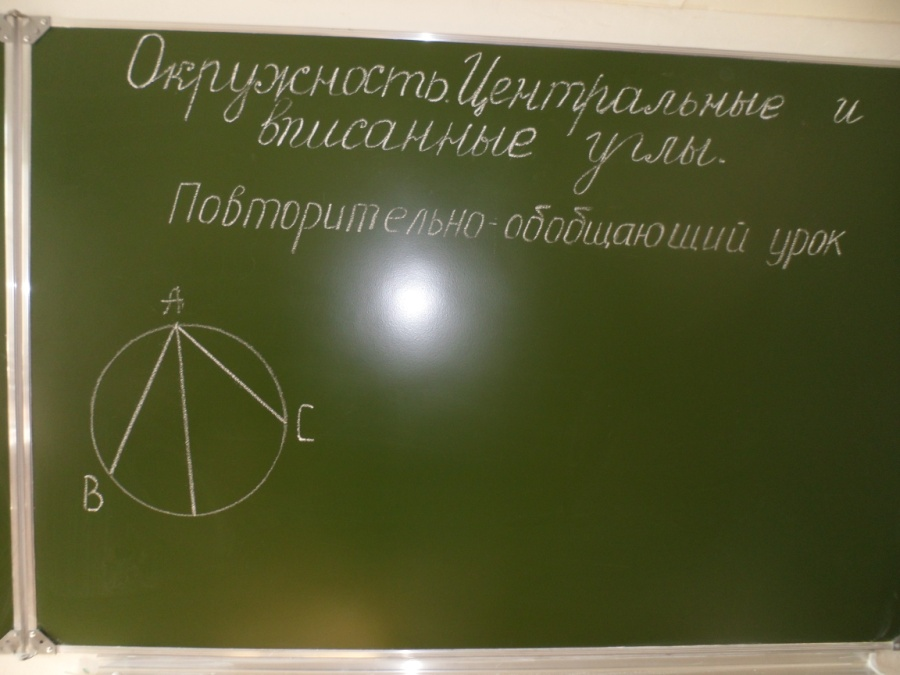 Окружность. Центральные и
вписанные углы.
Повторительно-обобщающий урок
А
С
В